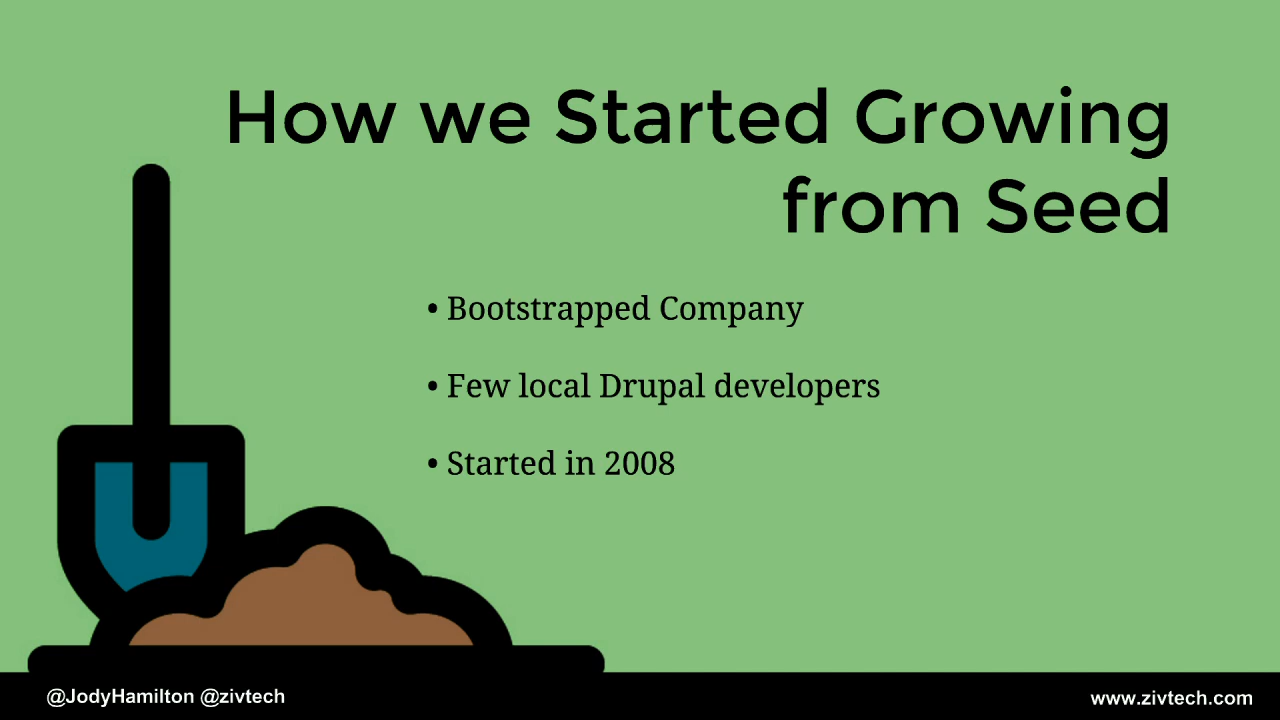 How we Started Growing
from Seed
• Bootstrapped Company
• Few local Drupal developers
• Started in 2008
@JodyHamilton @zivtech
www.zivtech.com